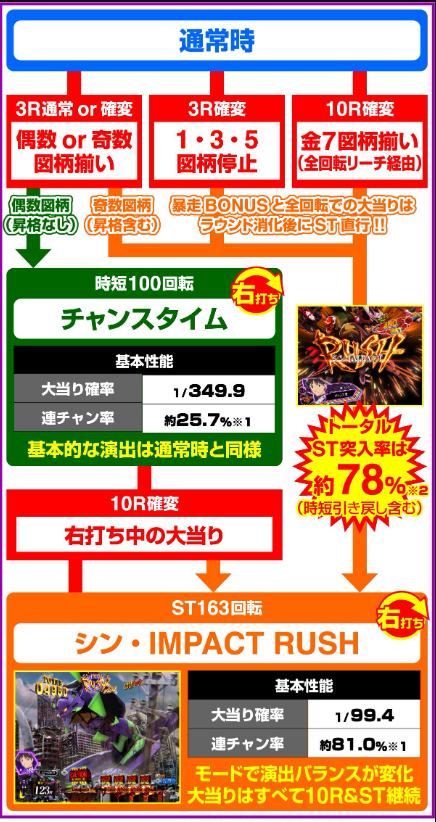 通常時
3R通常 or 確変
偶数 or 奇数
図柄揃い
3R確変
1・3・5
図柄停止
10R確変
金7図柄揃い
(全回転リーチ経由)
偶数図柄
(昇格なし)
奇数図柄
(昇格含む)
暴走BONUSと全回転での大当りは
ラウンド消化後にST直行!!
時短100回転
右打ち
チャンスタイム
基本性能
大当り確率
1/349.9
連チャン率
約25.7%※1
基本的な演出は通常時と同様
RUSH
トータル
ST突入率は
約78%※2
(時短引き戻し含む)
10R確変
右打ち中の大当り
ST163回転
右打ち
シン・IMPACT RUSH
RUSH
123
基本性能
大当り確率
1/99.4
連チャン率
約81.0%※1
モードで演出バランスが変化
大当りはすべて10R&ST継続